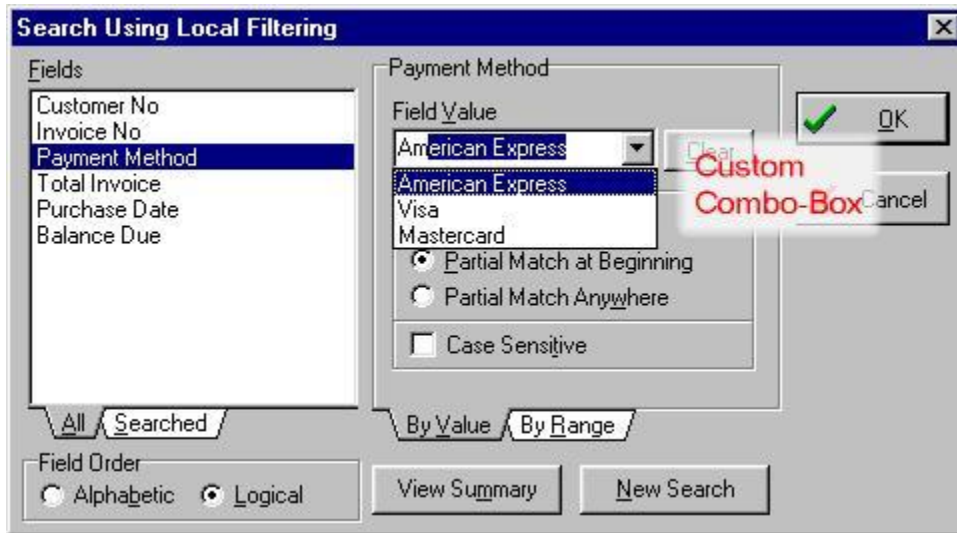 Search Using Local Filtering
Fields
Customer No
Invoice No
Payment Method
Total Invoice
Purchase Date
Balance Due
All
Searched
Field Order
Alphabetic
Logical
Payment Method
Field Value
American Express
American Express
Visa
Mastercard
Partial Match at Beginning
Partial Match Anywhere
Case Sensitive
By Value
By Range
View Summary
New Search
Clear
Custom
Combo-Box
OK
Cancel